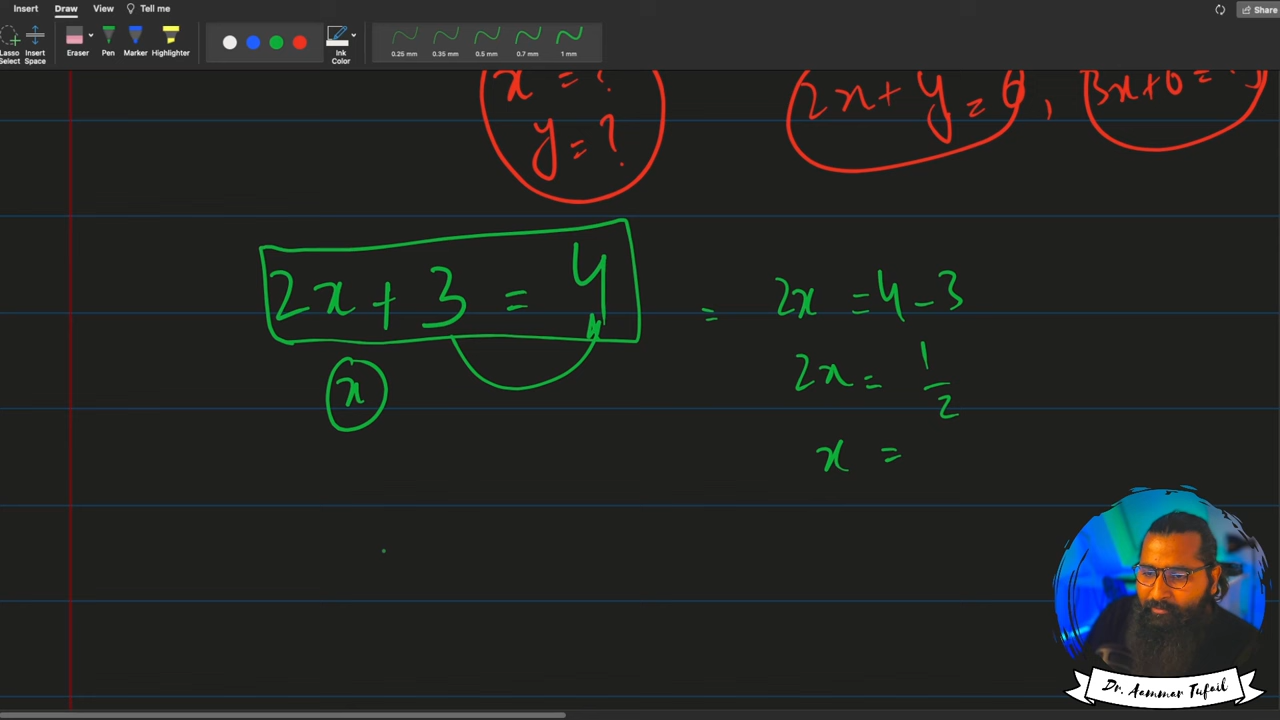 Insert Draw View Tell me
Share
Lasso Select
Insert Space
Eraser
Pen
Marker
Highlighter
Ink Color
0.25 mm
0.35 mm
0.5 mm
0.7 mm
1 mm
x = ?
y = ?
2x + y = 6 ,
2x + 3 = 4
x
= 2x = 4 - 3
2x = 1/2
x =
Dr. Aammar Tufail